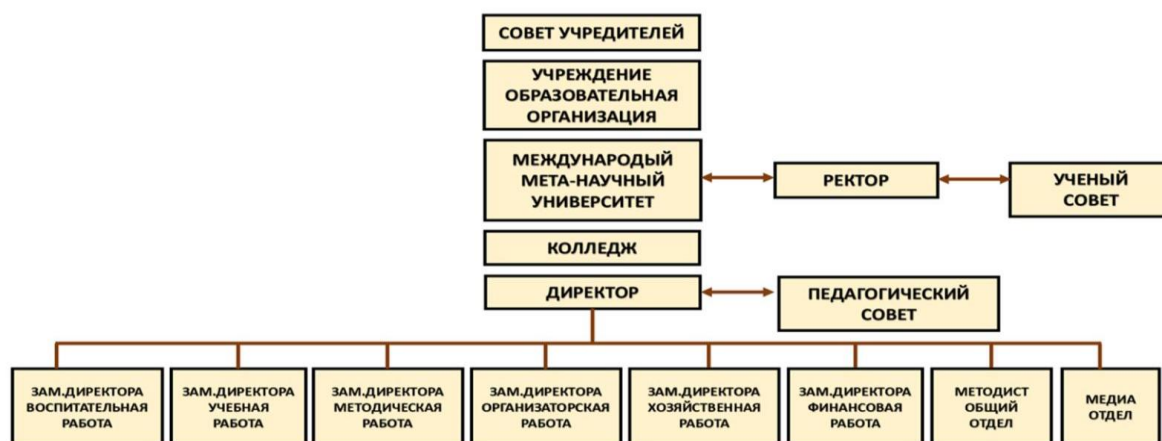 СОВЕТ УЧРЕДИТЕЛЕЙ
УЧРЕЖДЕНИЕ
ОБРАЗОВАТЕЛЬНАЯ
ОРГАНИЗАЦИЯ
МЕЖДУНАРОДЫЙ
МЕТА-НАУЧНЫЙ
УНИВЕРСИТЕТ
РЕКТОР
УЧЕНЫЙ
СОВЕТ
КОЛЛЕДЖ
ДИРЕКТОР
ПЕДАГОГИЧЕСКИЙ
СОВЕТ
ЗАМ.ДИРЕКТОРА
ВОСПИТАТЕЛЬНАЯ
РАБОТА
ЗАМ.ДИРЕКТОРА
УЧЕБНАЯ
РАБОТА
ЗАМ.ДИРЕКТОРА
МЕТОДИЧЕСКАЯ
РАБОТА
ЗАМ.ДИРЕКТОРА
ОРГАНИЗАТОРСКАЯ
РАБОТА
ЗАМ.ДИРЕКТОРА
ХОЗЯЙСТВЕННАЯ
РАБОТА
ЗАМ.ДИРЕКТОРА
ФИНАНСОВАЯ
РАБОТА
МЕТОДИСТ
ОБЩИЙ
ОТДЕЛ
МЕДИА
ОТДЕЛ